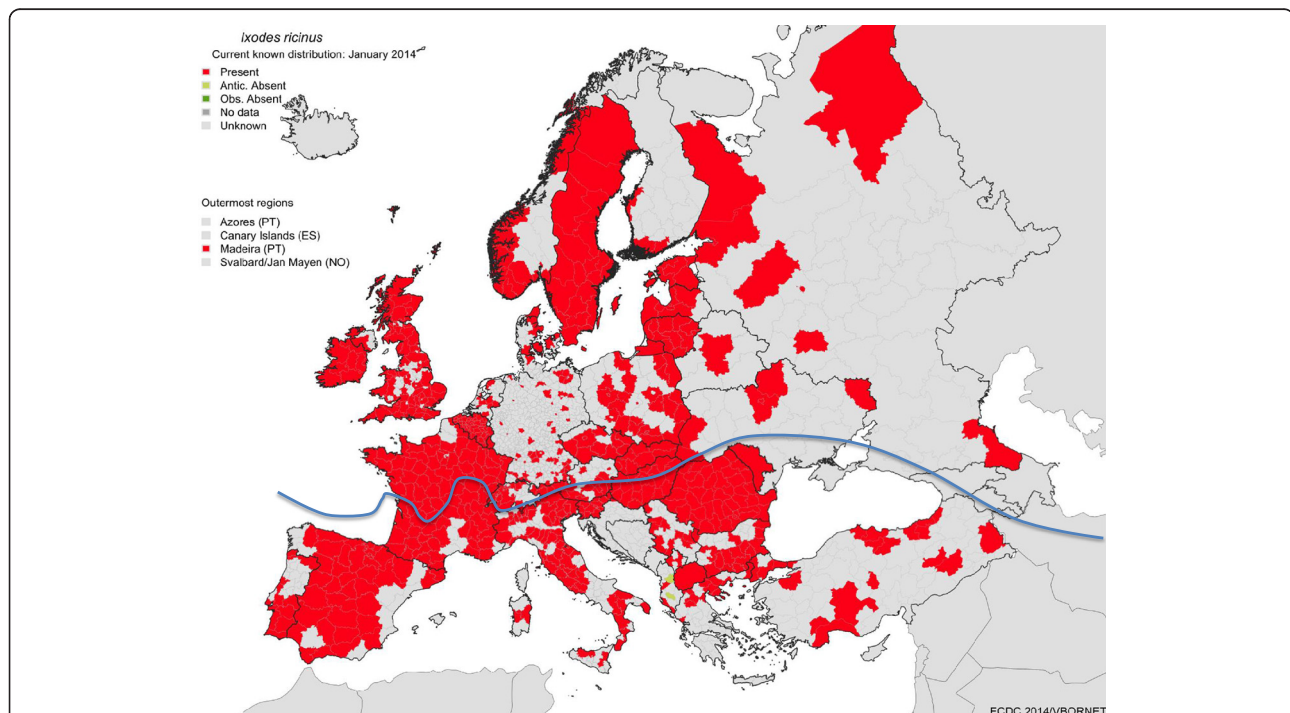 Ixodes ricinus
Current known distribution: January 2014
Present
Antic. Absent
Obs. Absent
No data
Unknown
Outermost regions
Azores (PT)
Canary Islands (ES)
Madeira (PT)
Svalbard/Jan Mayen (NO)
ECDC 2014/VBORNET